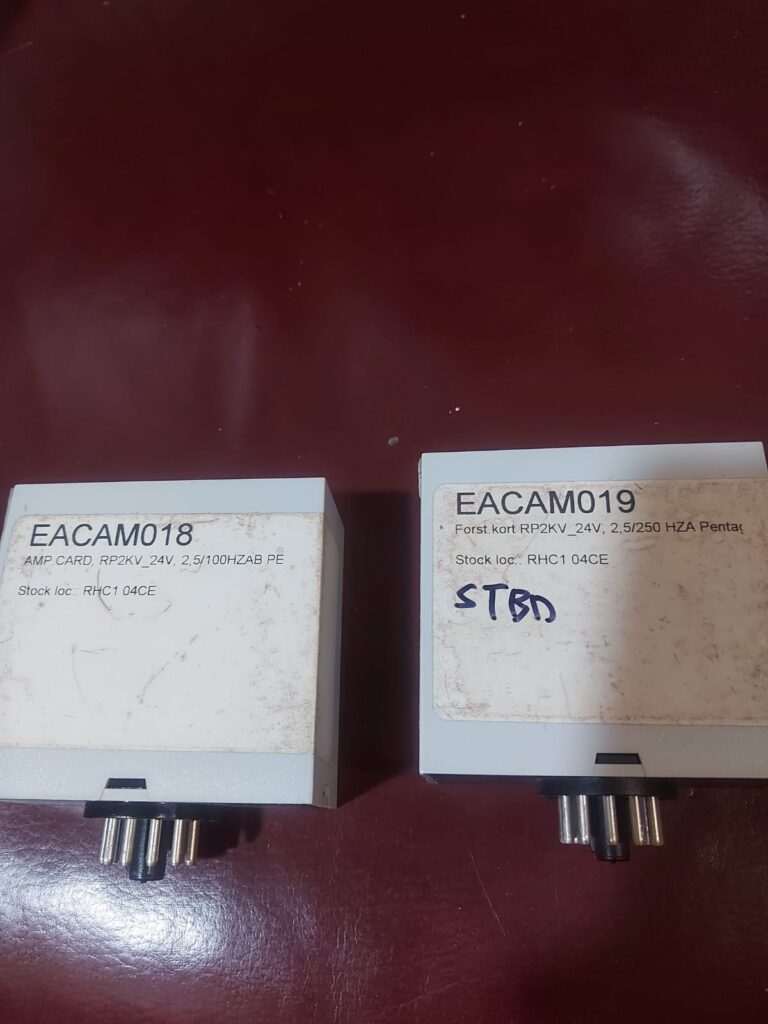 EACAM018
AMP CARD, RP2KV_24V, 2,5/100HZAB PE
Stock loc.: RHC1 04CE
EACAM019
Forst.kort RP2KV_24V, 2,5/250 HZA Pentag
Stock loc.: RHC1 04CE
STBD